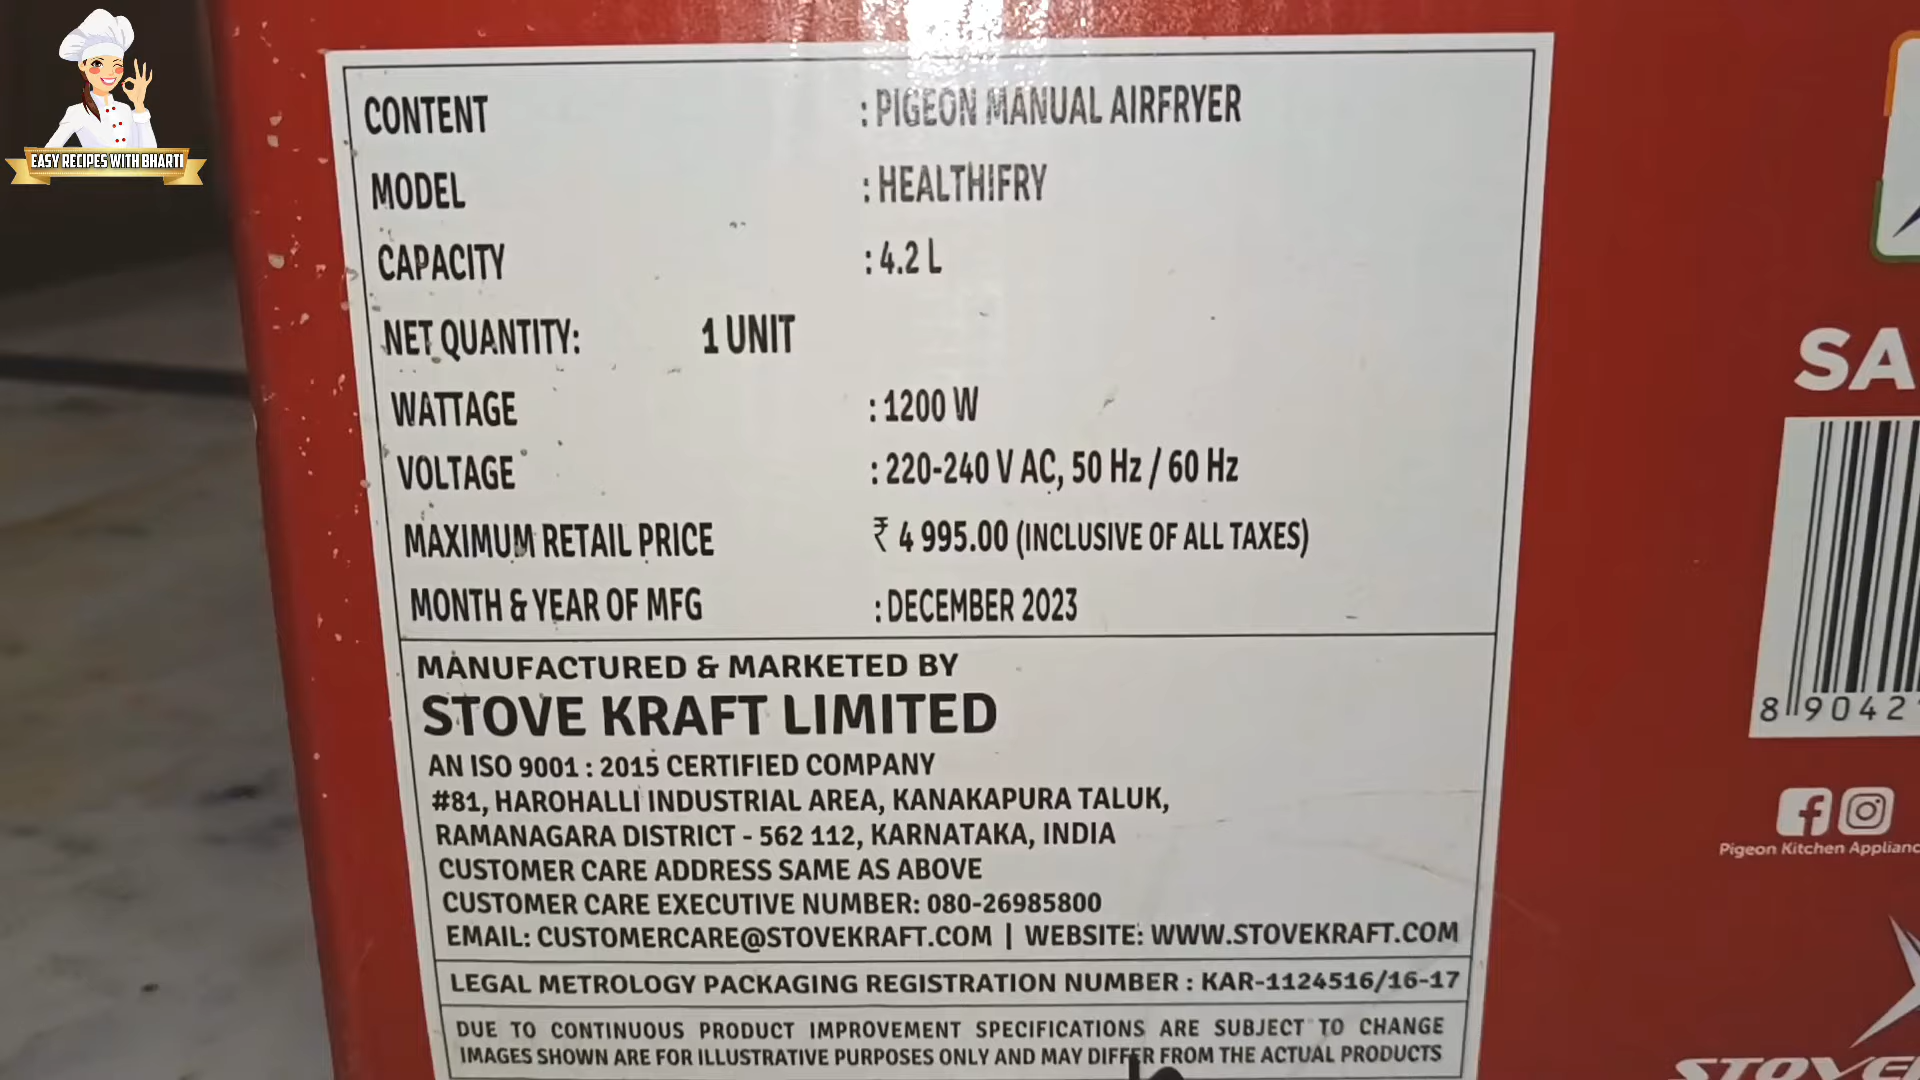 EASY RECIPES WITH BHARTI
CONTENT : PIGEON MANUAL AIRFRYER
MODEL : HEALTHIFRY
CAPACITY : 4.2 L
NET QUANTITY: 1 UNIT
WATTAGE : 1200 W
VOLTAGE : 220-240 V AC, 50 Hz / 60 Hz
MAXIMUM RETAIL PRICE ₹ 4 995.00 (INCLUSIVE OF ALL TAXES)
MONTH & YEAR OF MFG : DECEMBER 2023
MANUFACTURED & MARKETED BY
STOVE KRAFT LIMITED
AN ISO 9001 : 2015 CERTIFIED COMPANY
#81, HAROHALLI INDUSTRIAL AREA, KANAKAPURA TALUK,
RAMANAGARA DISTRICT - 562 112, KARNATAKA, INDIA
CUSTOMER CARE ADDRESS SAME AS ABOVE
CUSTOMER CARE EXECUTIVE NUMBER: 080-26985800
EMAIL: CUSTOMERCARE@STOVEKRAFT.COM | WEBSITE: WWW.STOVEKRAFT.COM
LEGAL METROLOGY PACKAGING REGISTRATION NUMBER : KAR-1124516/16-17
DUE TO CONTINUOUS PRODUCT IMPROVEMENT SPECIFICATIONS ARE SUBJECT TO CHANGE
IMAGES SHOWN ARE FOR ILLUSTRATIVE PURPOSES ONLY AND MAY DIFFER FROM THE ACTUAL PRODUCTS
SA
8 9042
Pigeon Kitchen Applianc
STOVE